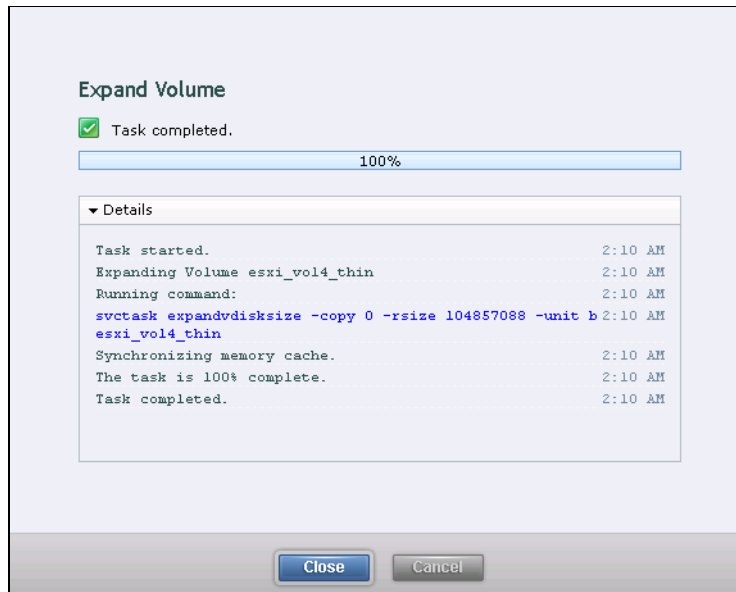 Expand Volume
Task completed.
100%
Details
Task started. 2:10 AM
Expanding Volume esxi_vol4_thin 2:10 AM
Running command: 2:10 AM
svctask expandvdisksize -copy 0 -rsize 104857088 -unit b 2:10 AM
esxi_vol4_thin
Synchronizing memory cache. 2:10 AM
The task is 100% complete. 2:10 AM
Task completed. 2:10 AM
Close Cancel